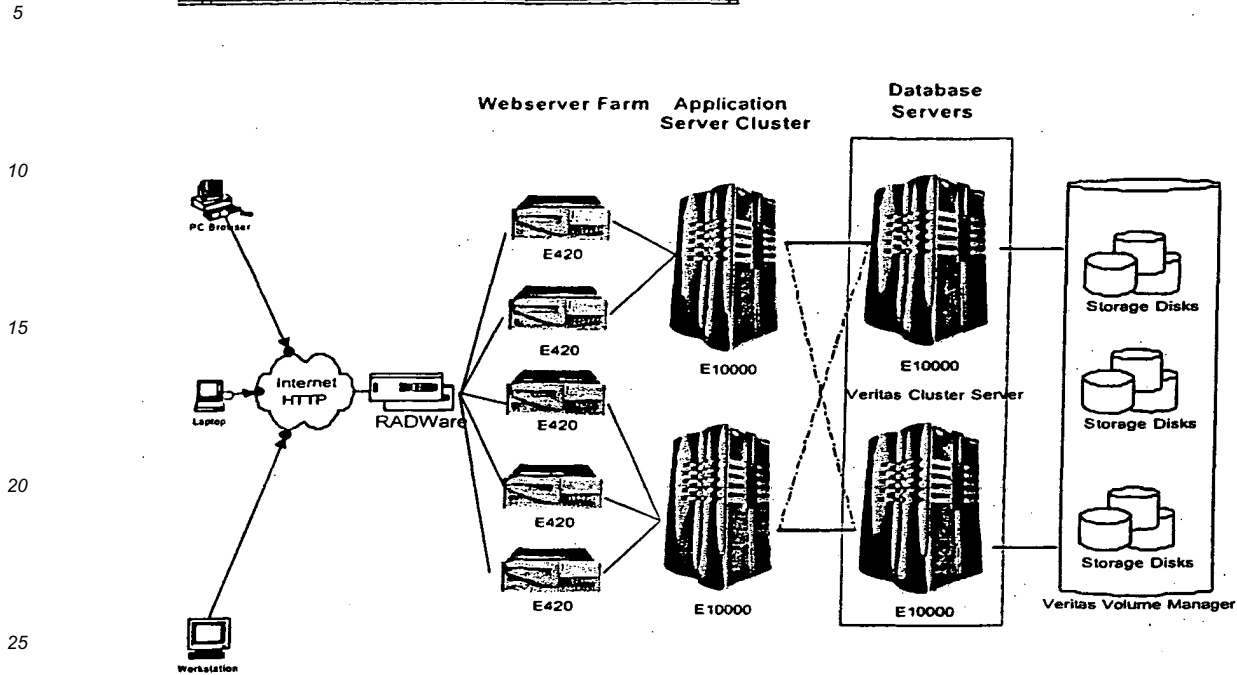 5
Webserver Farm
Application
Server Cluster
Database
Servers
10
PC Browser
E420
Storage Disks
15
E420
E10000
E10000
Internet
HTTP
RADWare
Laptop
E420
Veritas Cluster Server
Storage Disks
20
E420
Storage Disks
E420
E10000
E10000
Veritas Volume Manager
25
Workstation